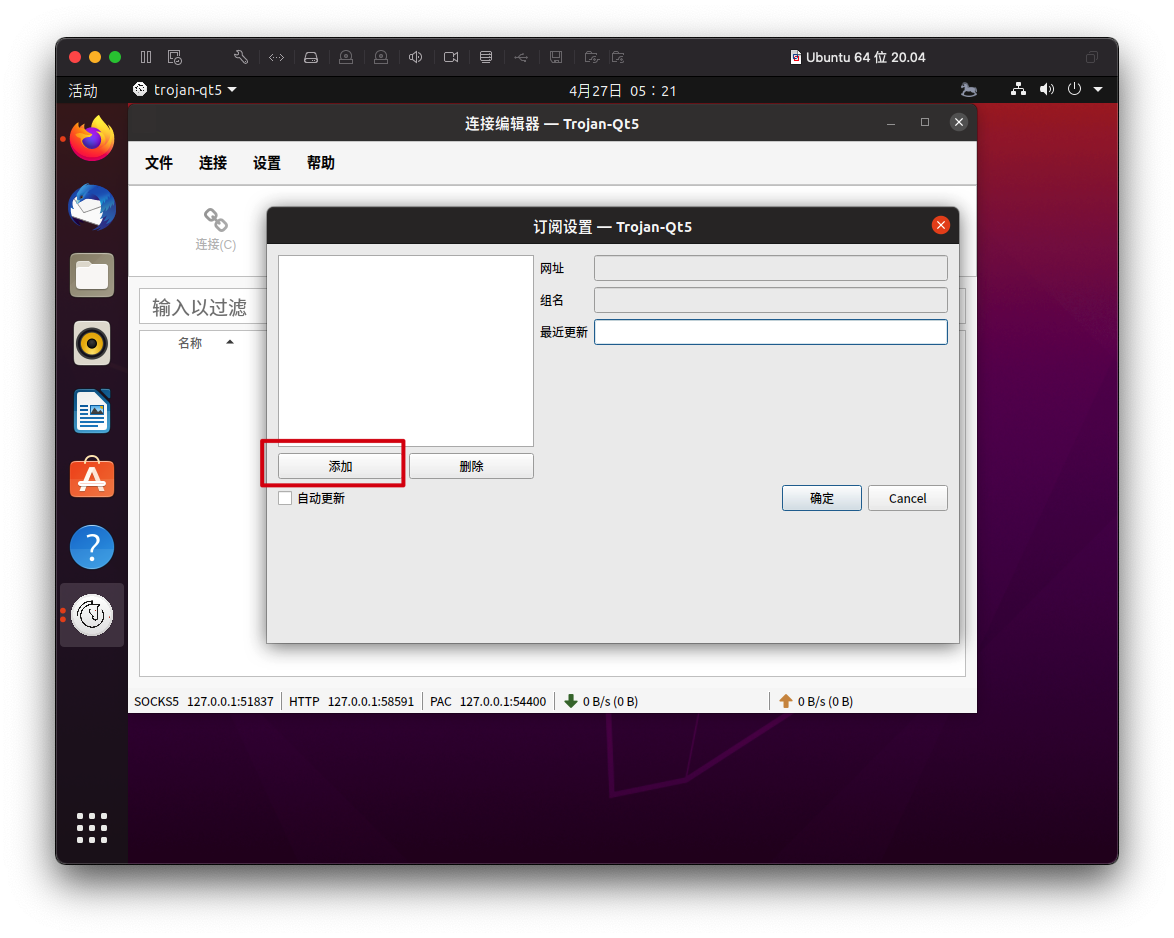 Ubuntu 64 位 20.04
活动
trojan-qt5
4月27日 05：21
连接编辑器 — Trojan-Qt5
文件 连接 设置 帮助
连接(C)
订阅设置 — Trojan-Qt5
网址
组名
最近更新
输入以过滤
名称
添加
删除
自动更新
确定
Cancel
SOCKS5 127.0.0.1:51837 HTTP 127.0.0.1:58591 PAC 127.0.0.1:54400 0 B/s (0 B) 0 B/s (0 B)